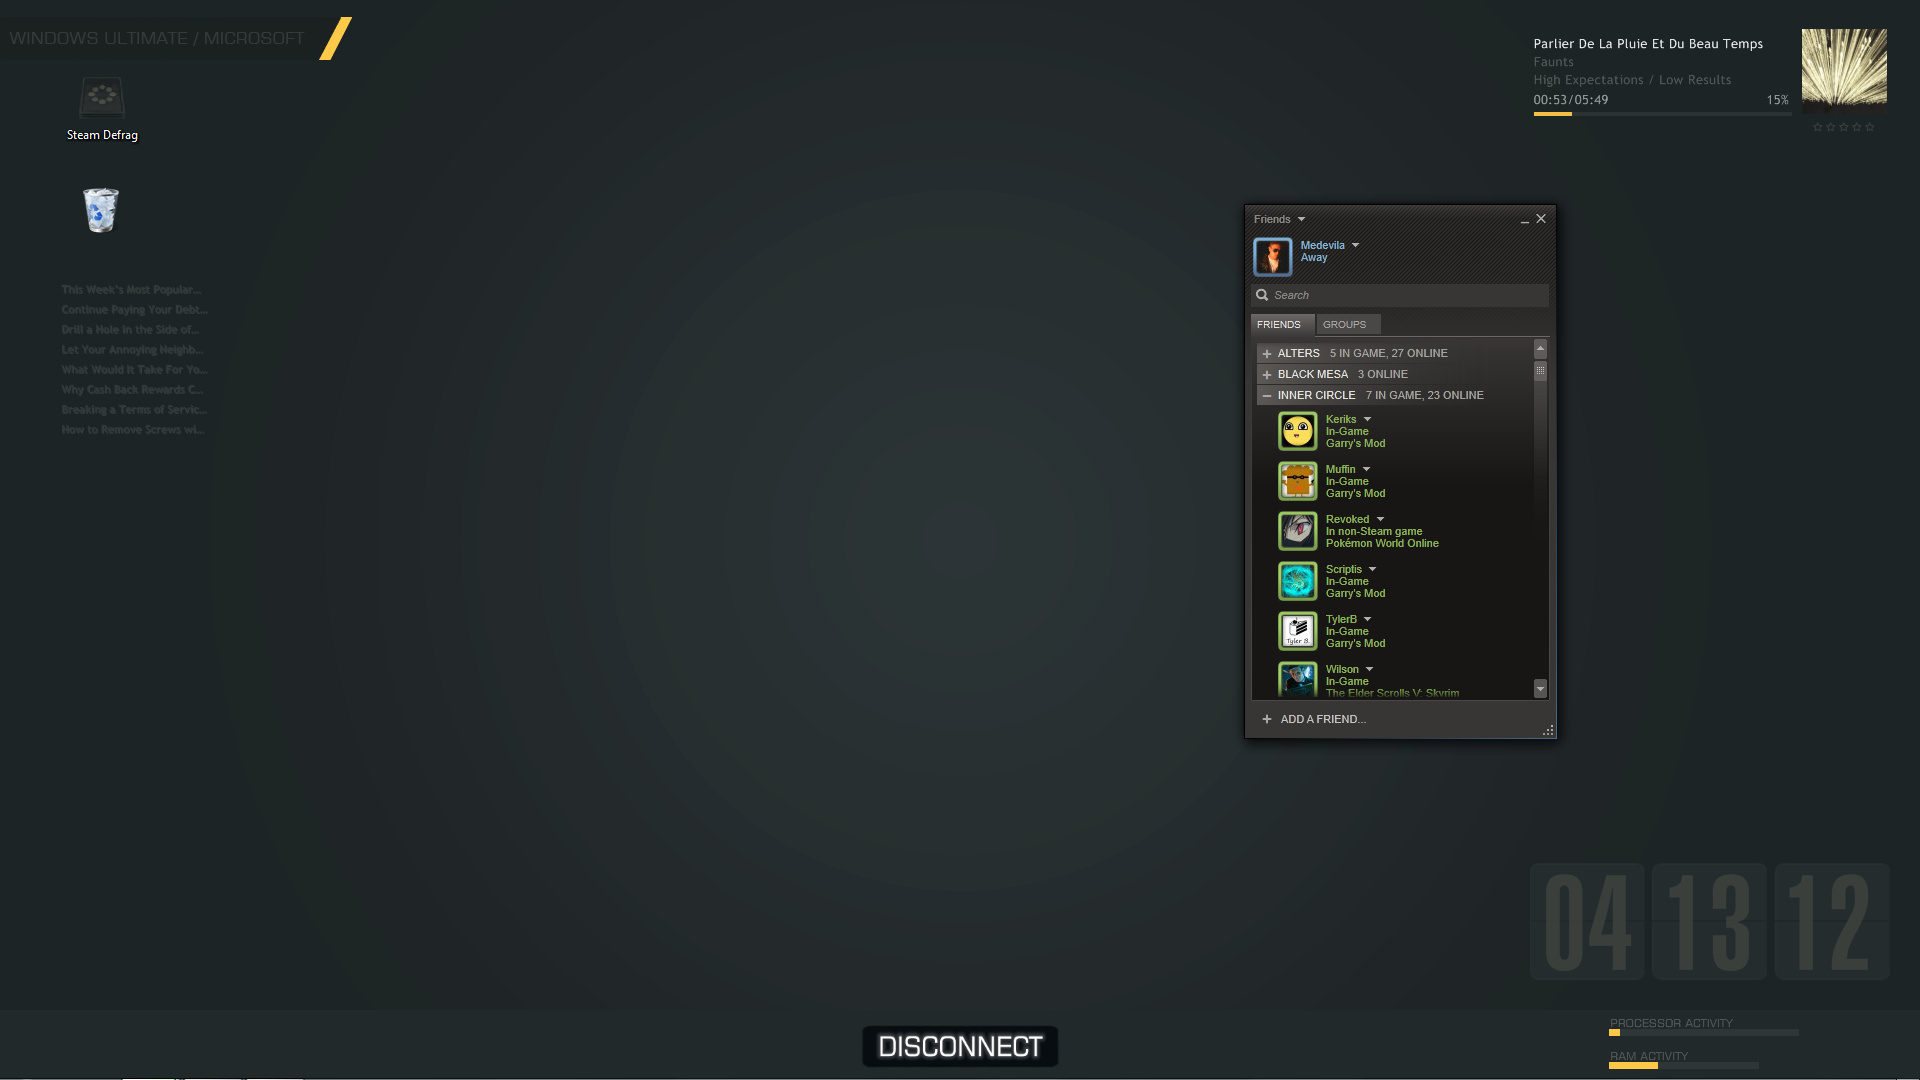 WINDOWS ULTIMATE / MICROSOFT
Steam Defrag
This Week's Most Popular...
Continue Paying Your Debt...
Drill a Hole in the Side of...
Let Your Annoying Neighb...
What Would It Take For Yo...
Why Cash Back Rewards C...
Breaking a Terms of Servic...
How to Remove Screws wi...
Parlier De La Pluie Et Du Beau Temps
Faunts
High Expectations / Low Results
00:53/05:49 15%
Friends
Medevila
Away
Search
FRIENDS GROUPS
ALTERS 5 IN GAME, 27 ONLINE
BLACK MESA 3 ONLINE
INNER CIRCLE 7 IN GAME, 23 ONLINE
Keriks
In-Game
Garry's Mod
Muffin
In-Game
Garry's Mod
Revoked
In non-Steam game
Pokémon World Online
Scriptis
In-Game
Garry's Mod
Tyler B.
TylerB
In-Game
Garry's Mod
Wilson
In-Game
The Elder Scrolls V: Skyrim
ADD A FRIEND...
04 13 12
DISCONNECT
PROCESSOR ACTIVITY
RAM ACTIVITY